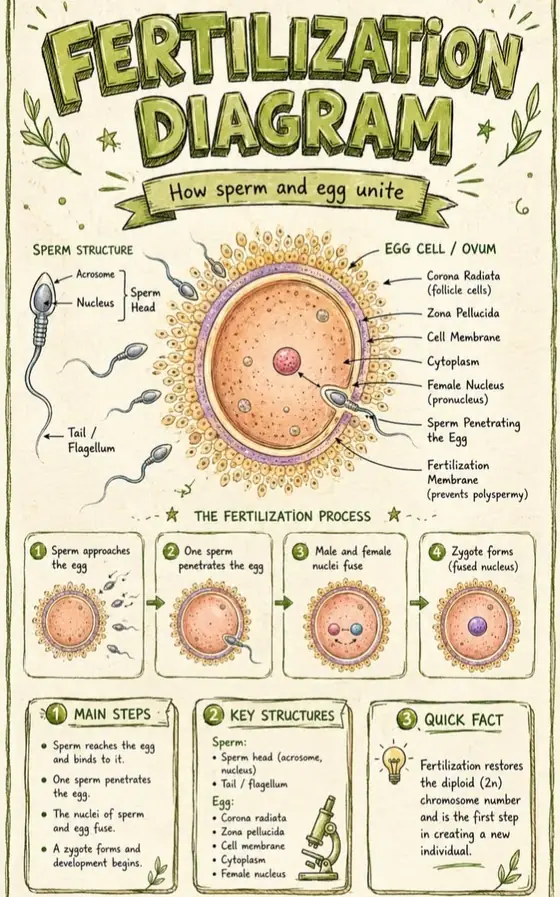 FERTILIZATION
DIAGRAM
How sperm and egg unite
SPERM STRUCTURE
Acrosome
Nucleus
Sperm
Head
Tail /
Flagellum
EGG CELL / OVUM
Corona Radiata
(follicle cells)
Zona Pellucida
Cell Membrane
Cytoplasm
Female Nucleus
(pronucleus)
Sperm Penetrating
the Egg
Fertilization
Membrane
(prevents polyspermy)
THE FERTILIZATION PROCESS
1 Sperm approaches
the egg
2 One sperm
penetrates the egg
3 Male and female
nuclei fuse
4 Zygote forms
(fused nucleus)
1 MAIN STEPS
• Sperm reaches the egg
and binds to it.
• One sperm penetrates
the egg.
• The nuclei of sperm
and egg fuse.
• A zygote forms and
development begins.
2 KEY STRUCTURES
Sperm:
• Sperm head (acrosome,
nucleus)
• Tail / flagellum
Egg:
• Corona radiata
• Zona pellucida
• Cell membrane
• Cytoplasm
• Female nucleus
3 QUICK FACT
Fertilization restores
the diploid (2n)
chromosome number
and is the first step
in creating a new
individual.